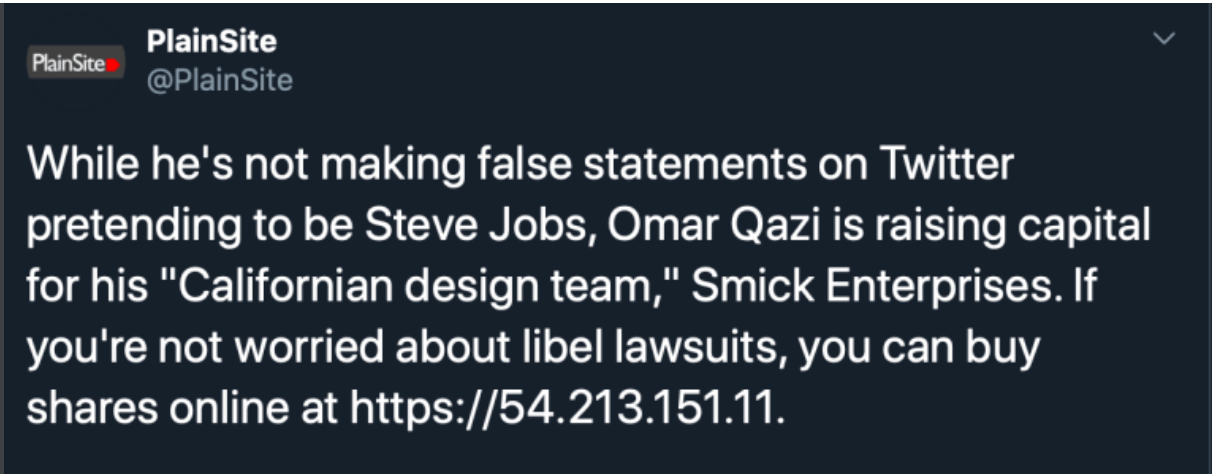 PlainSite
PlainSite
@PlainSite
While he's not making false statements on Twitter
pretending to be Steve Jobs, Omar Qazi is raising capital
for his "Californian design team," Smick Enterprises. If
you're not worried about libel lawsuits, you can buy
shares online at https://54.213.151.11.